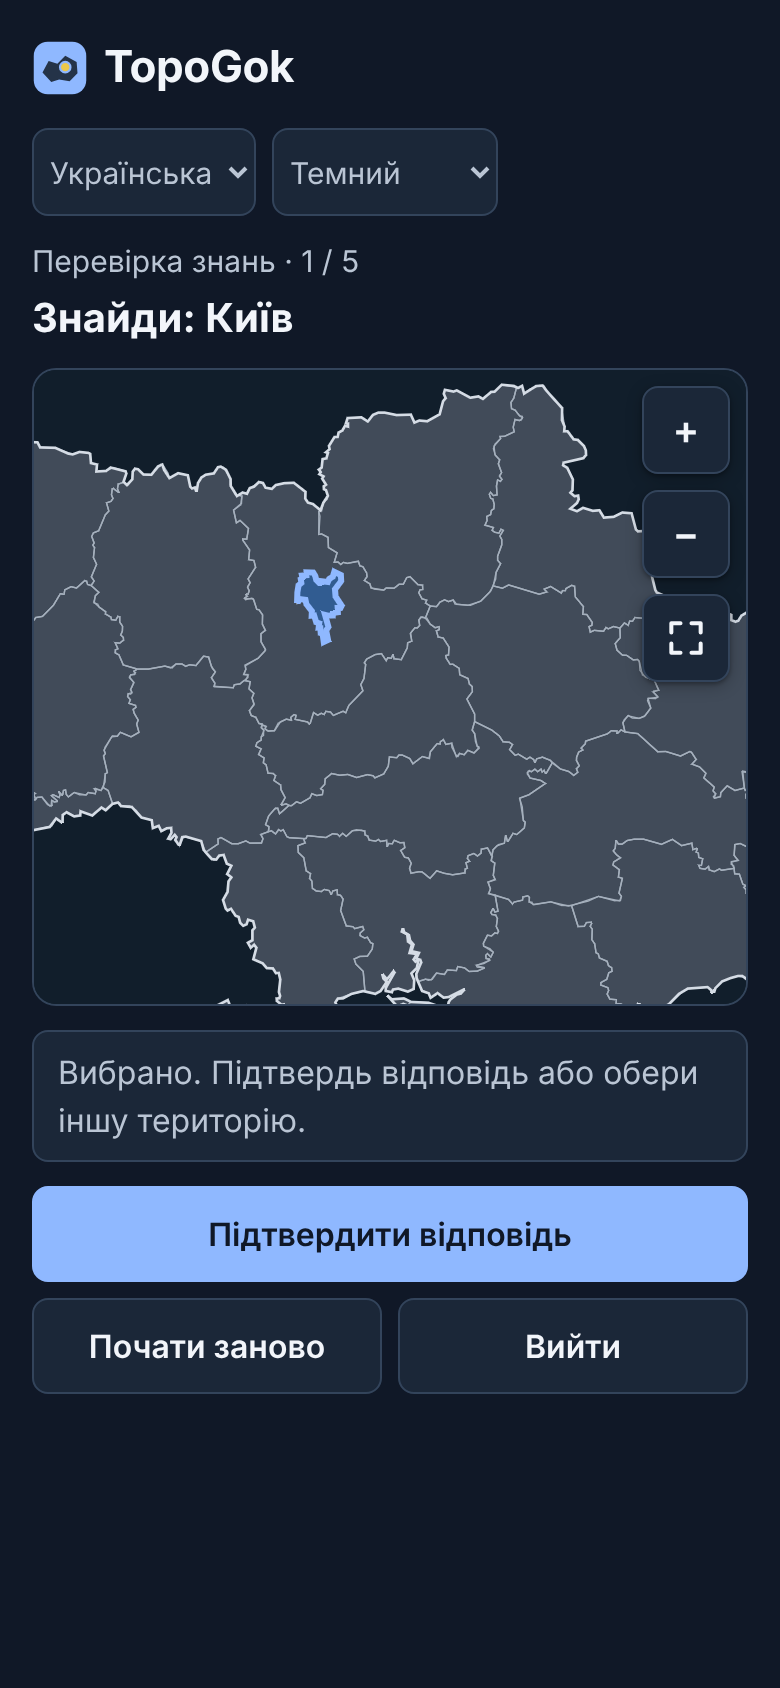 TopoGok
Українська
Темний
Перевірка знань · 1 / 5
Знайди: Київ
+
−
Вибрано. Підтвердь відповідь або обери
іншу територію.
Підтвердити відповідь
Почати заново
Вийти